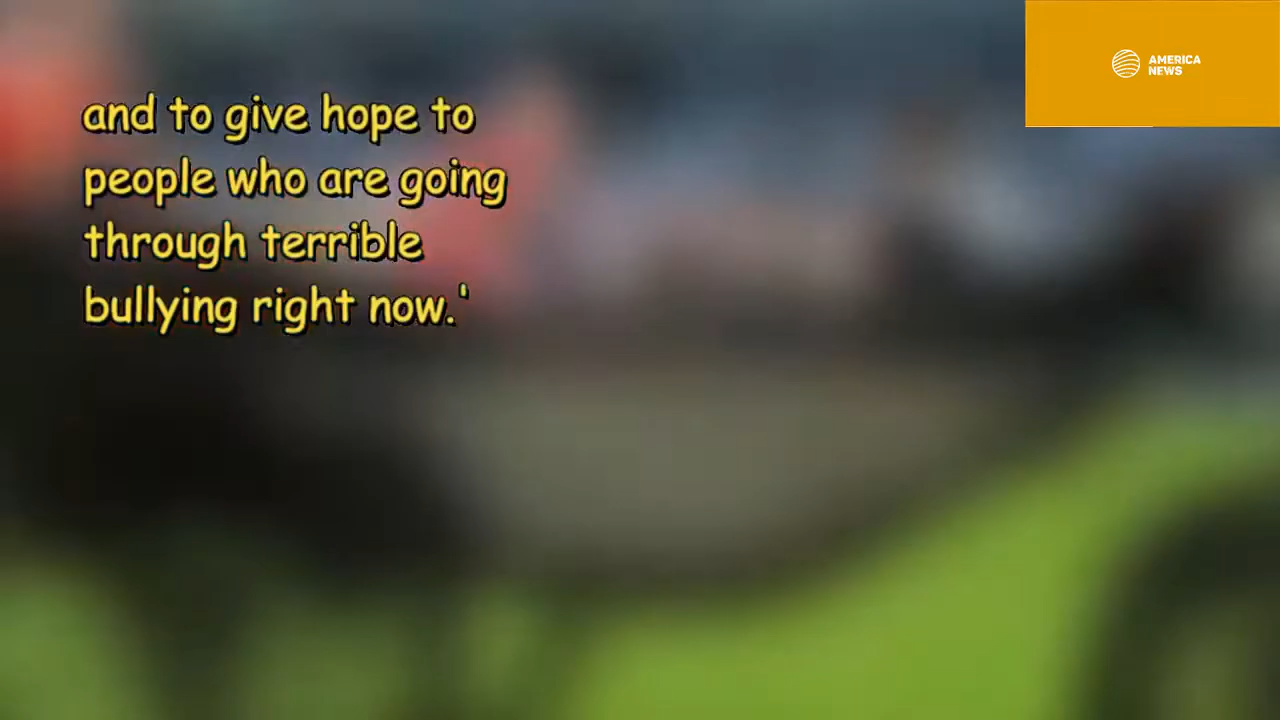 and to give hope to
people who are going
through terrible
bullying right now.'
AMERICA
NEWS